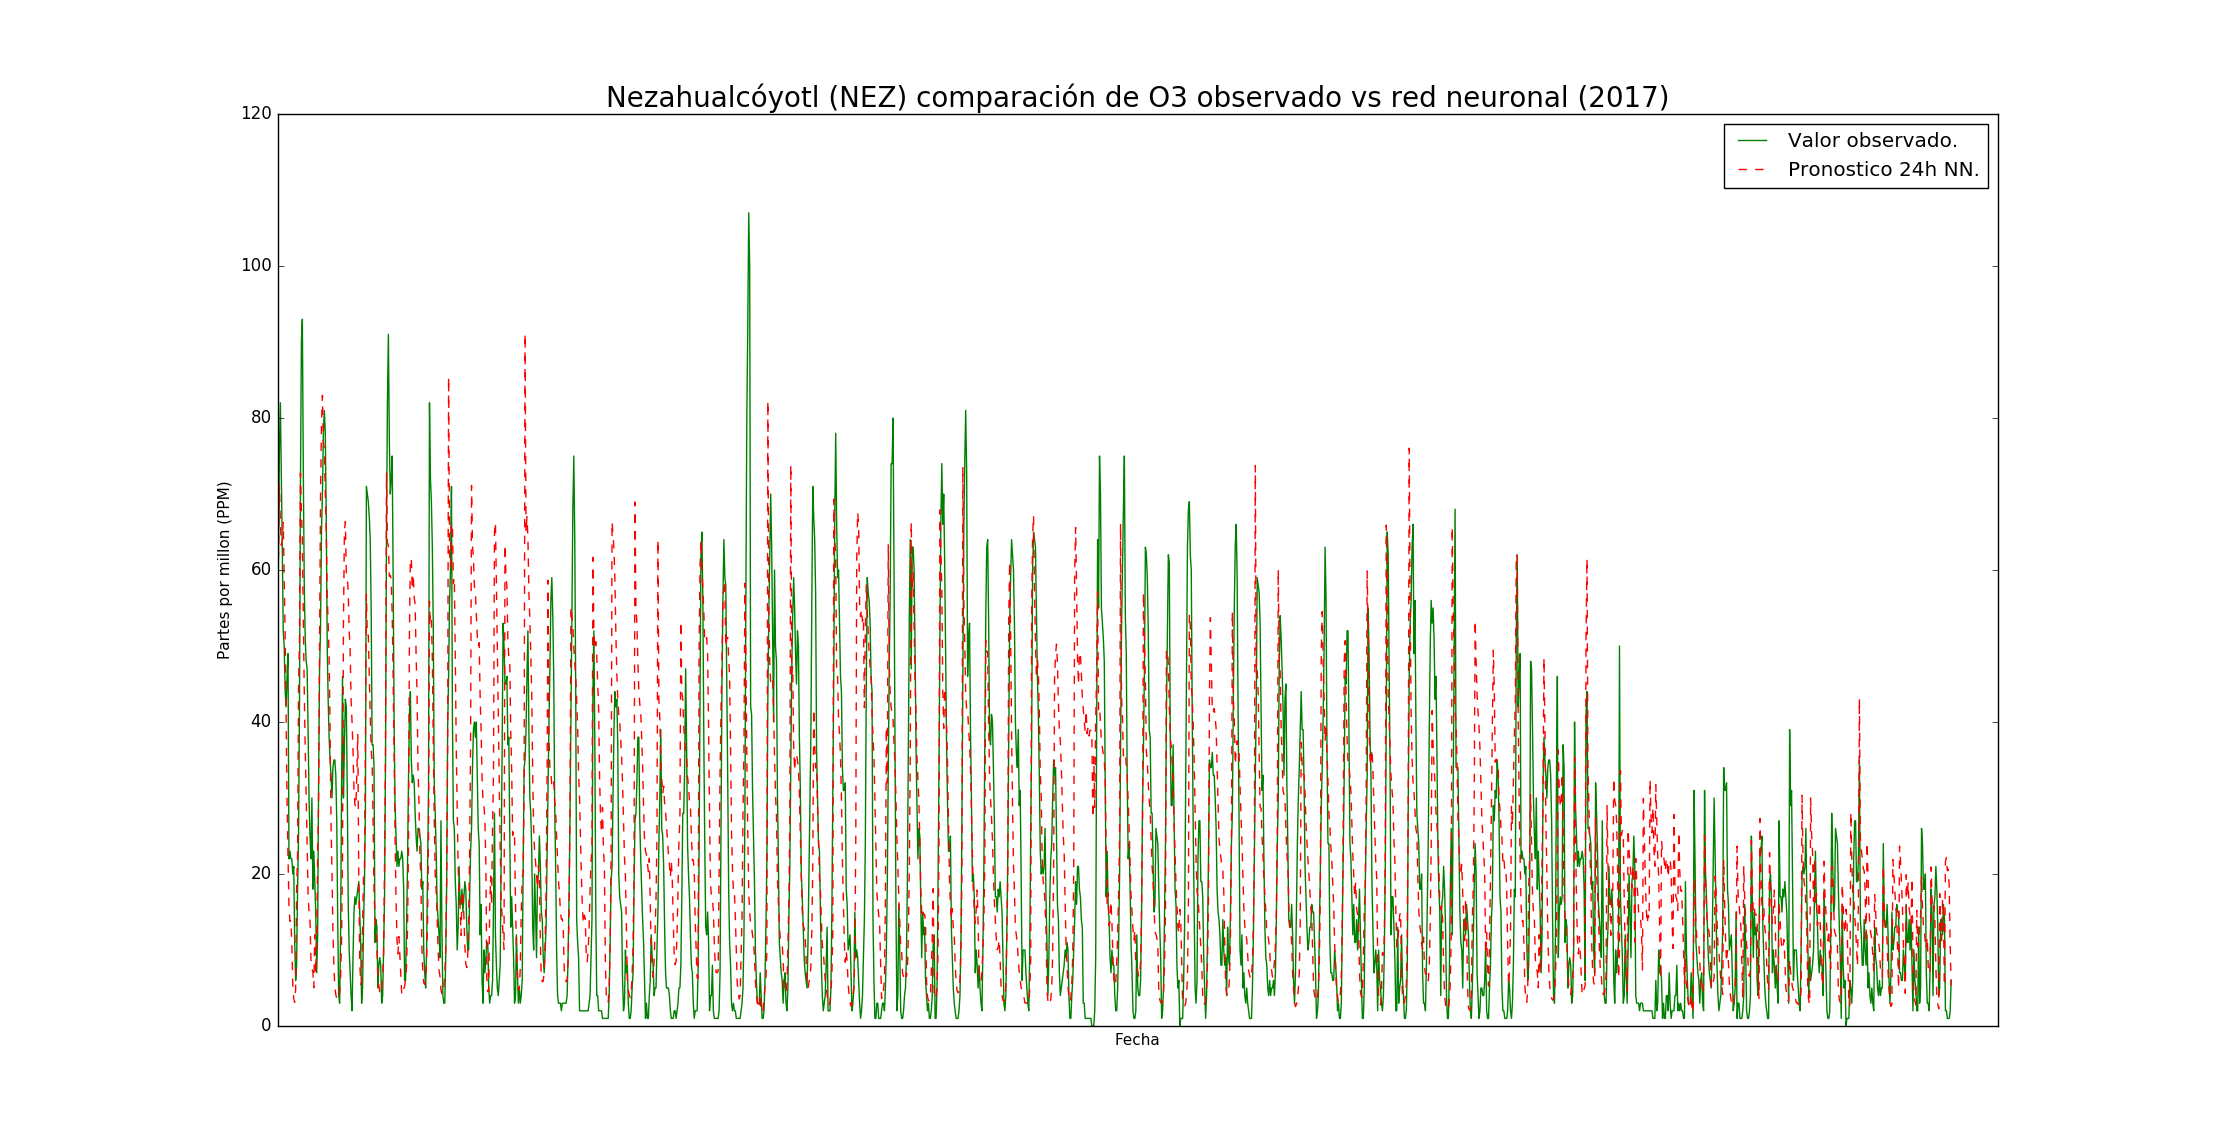 Nezahualcóyotl (NEZ) comparación de O3 observado vs red neuronal (2017)
120
100
80
60
40
20
0
Partes por millon (PPM)
Valor observado.
Pronostico 24h NN.
Fecha